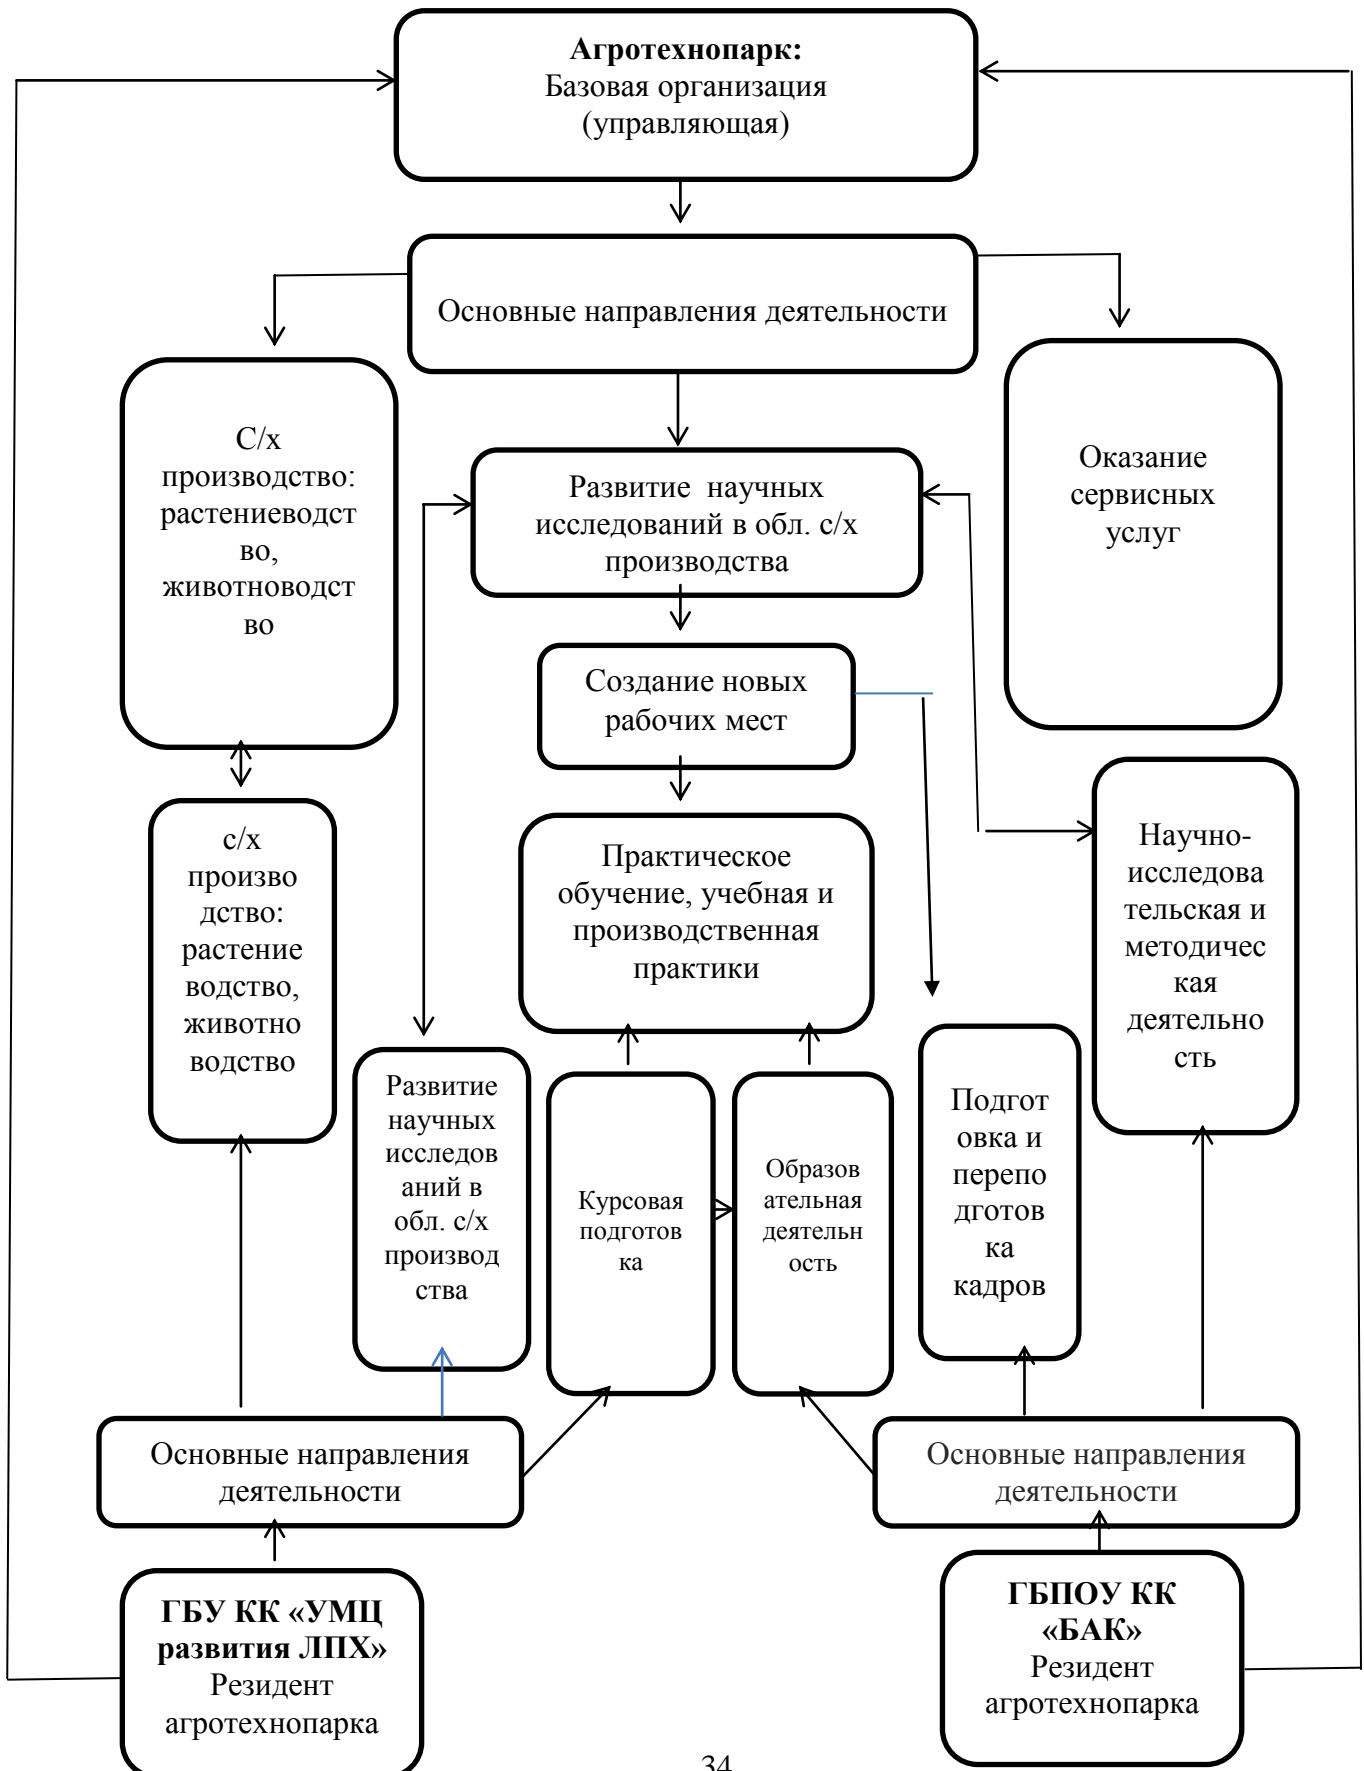 Агротехнопарк:
Базовая организация
(управляющая)
Основные направления деятельности
С/х
производство:
растениеводст
во,
животноводст
во
Развитие научных
исследований в обл. с/х
производства
Оказание
сервисных
услуг
Создание новых
рабочих мест
с/х
произво
дство:
растение
водство,
животно
водство
Практическое
обучение, учебная и
производственная
практики
Научно-
исследова
тельская и
методичес
кая
деятельно
сть
Развитие
научных
исследов
аний в
обл. с/х
производ
ства
Курсовая
подготов
ка
Образов
ательная
деятельн
ость
Подгот
овка и
перепо
дготов
ка
кадров
Основные направления
деятельности
Основные направления
деятельности
ГБУ КК «УМЦ
развития ЛПХ»
Резидент
агротехнопарка
ГБПОУ КК
«БАК»
Резидент
агротехнопарка
34